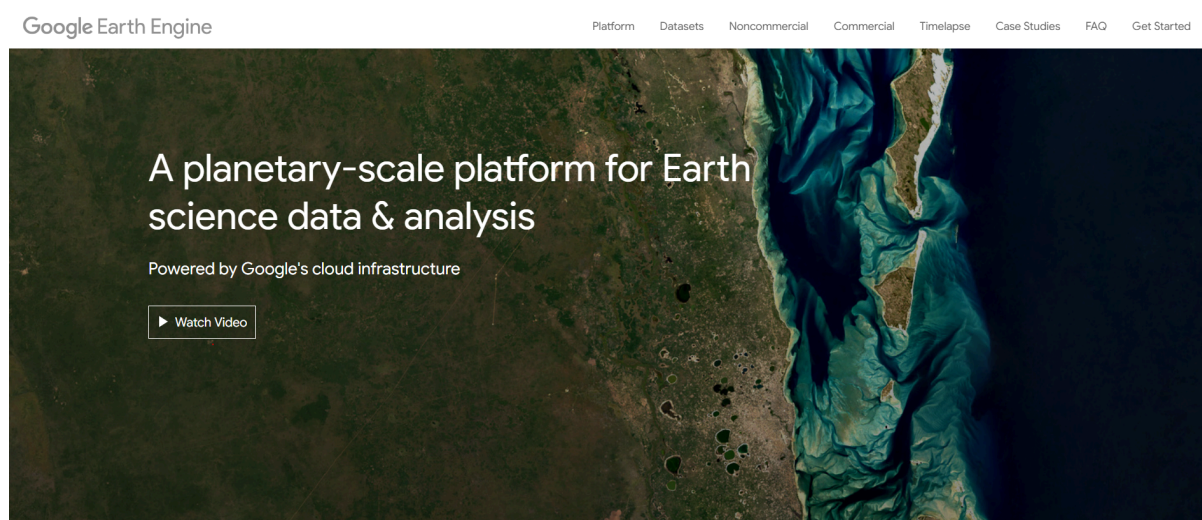 Google Earth Engine
Platform Datasets Noncommercial Commercial Timelapse Case Studies FAQ Get Started
A planetary-scale platform for Earth
science data & analysis
Powered by Google's cloud infrastructure
Watch Video